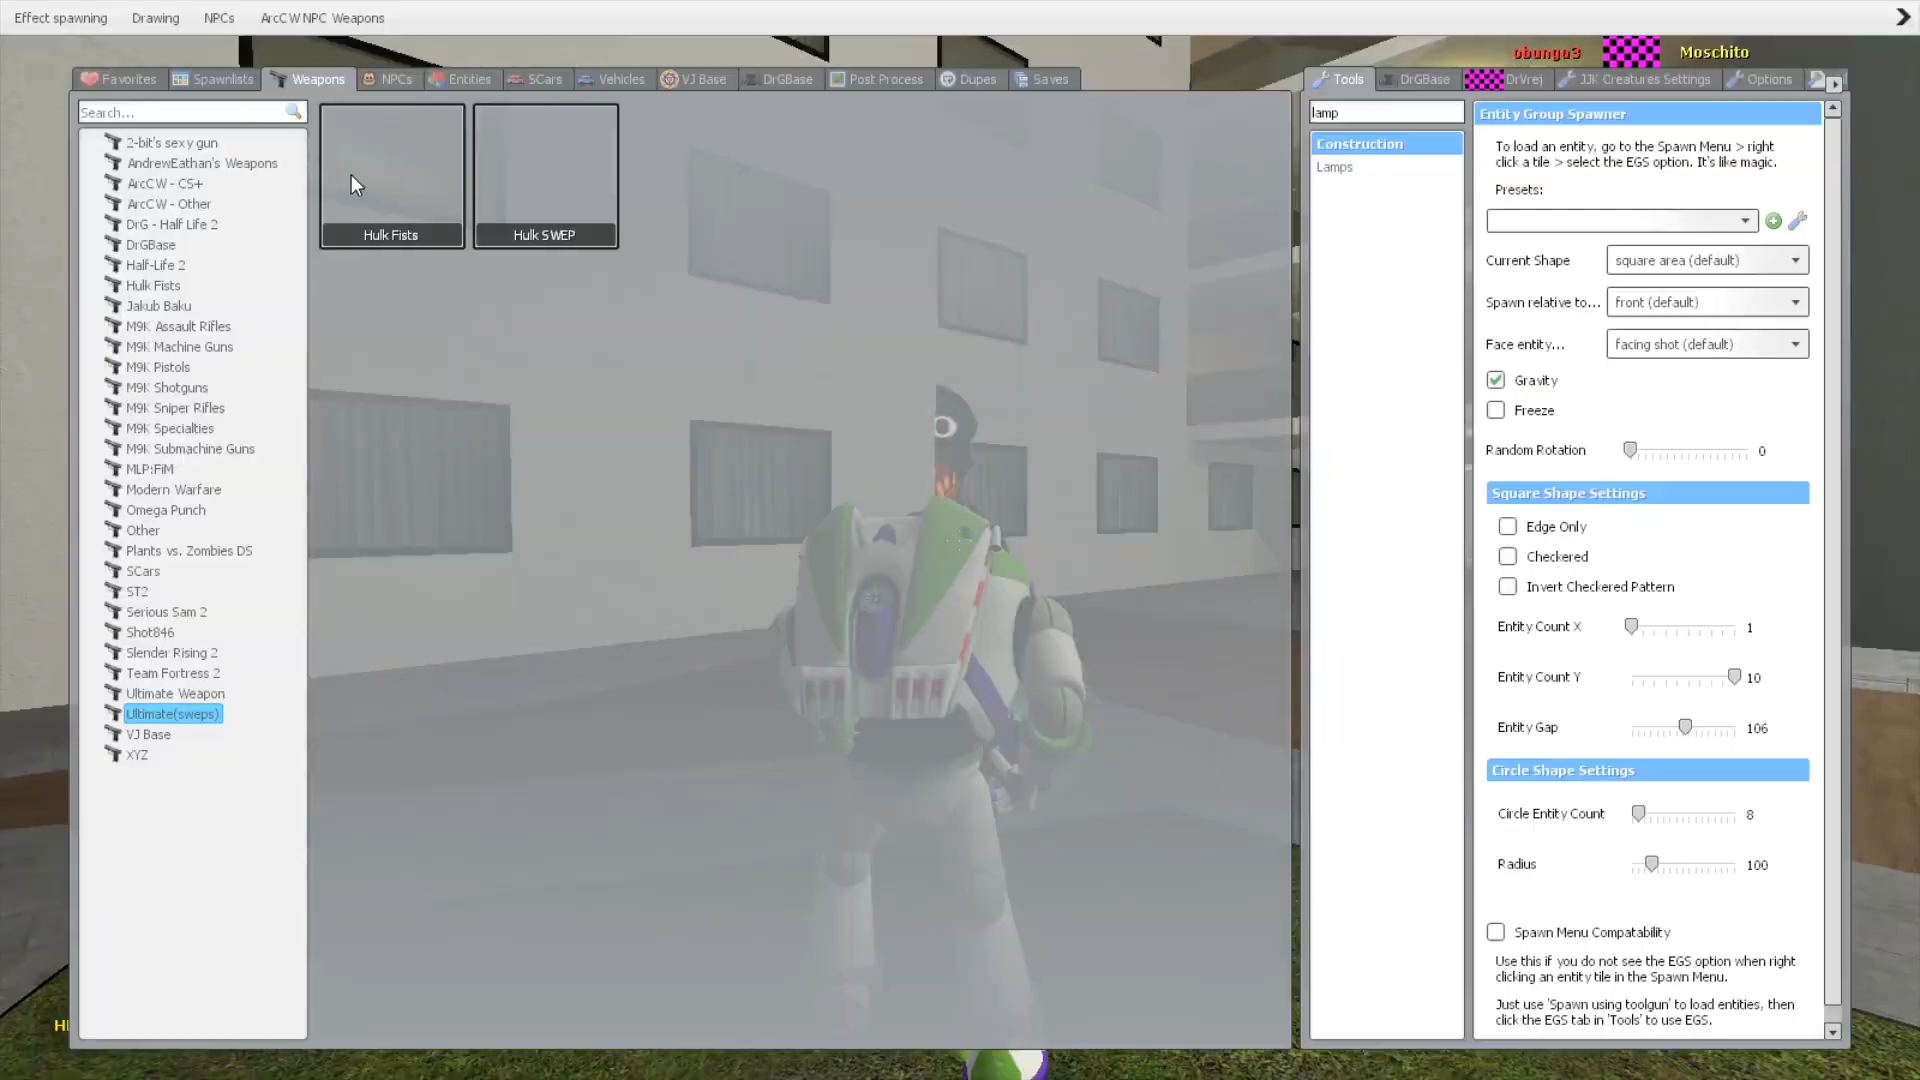 Effect spawning Drawing NPCs ArcCW NPC Weapons
obunga3 Moschito
Favorites Spawnlists Weapons NPCs Entities SCars Vehicles VJ Base DrGBase Post Process Dupes Saves
Search...
2-bit's sexy gun
AndrewEathan's Weapons
ArcCW - CS+
ArcCW - Other
DrG - Half Life 2
DrGBase
Half-Life 2
Hulk Fists
Jakub Baku
M9K Assault Rifles
M9K Machine Guns
M9K Pistols
M9K Shotguns
M9K Sniper Rifles
M9K Specialties
M9K Submachine Guns
MLP:FiM
Modern Warfare
Omega Punch
Other
Plants vs. Zombies DS
SCars
ST2
Serious Sam 2
Shot846
Slender Rising 2
Team Fortress 2
Ultimate Weapon
Ultimate(sweps)
VJ Base
XYZ
Hulk Fists Hulk SWEP
Tools DrGBase DrVrej JJK Creatures Settings Options
lamp
Construction
Lamps
Entity Group Spawner
To load an entity, go to the Spawn Menu > right
click a tile > select the EGS option. It's like magic.
Presets:
Current Shape square area (default)
Spawn relative to... front (default)
Face entity... facing shot (default)
Gravity
Freeze
Random Rotation 0
Square Shape Settings
Edge Only
Checkered
Invert Checkered Pattern
Entity Count X 1
Entity Count Y 10
Entity Gap 106
Circle Shape Settings
Circle Entity Count 8
Radius 100
Spawn Menu Compatability
Use this if you do not see the EGS option when right
clicking an entity tile in the Spawn Menu.
Just use 'Spawn using toolgun' to load entities, then
click the EGS tab in 'Tools' to use EGS.